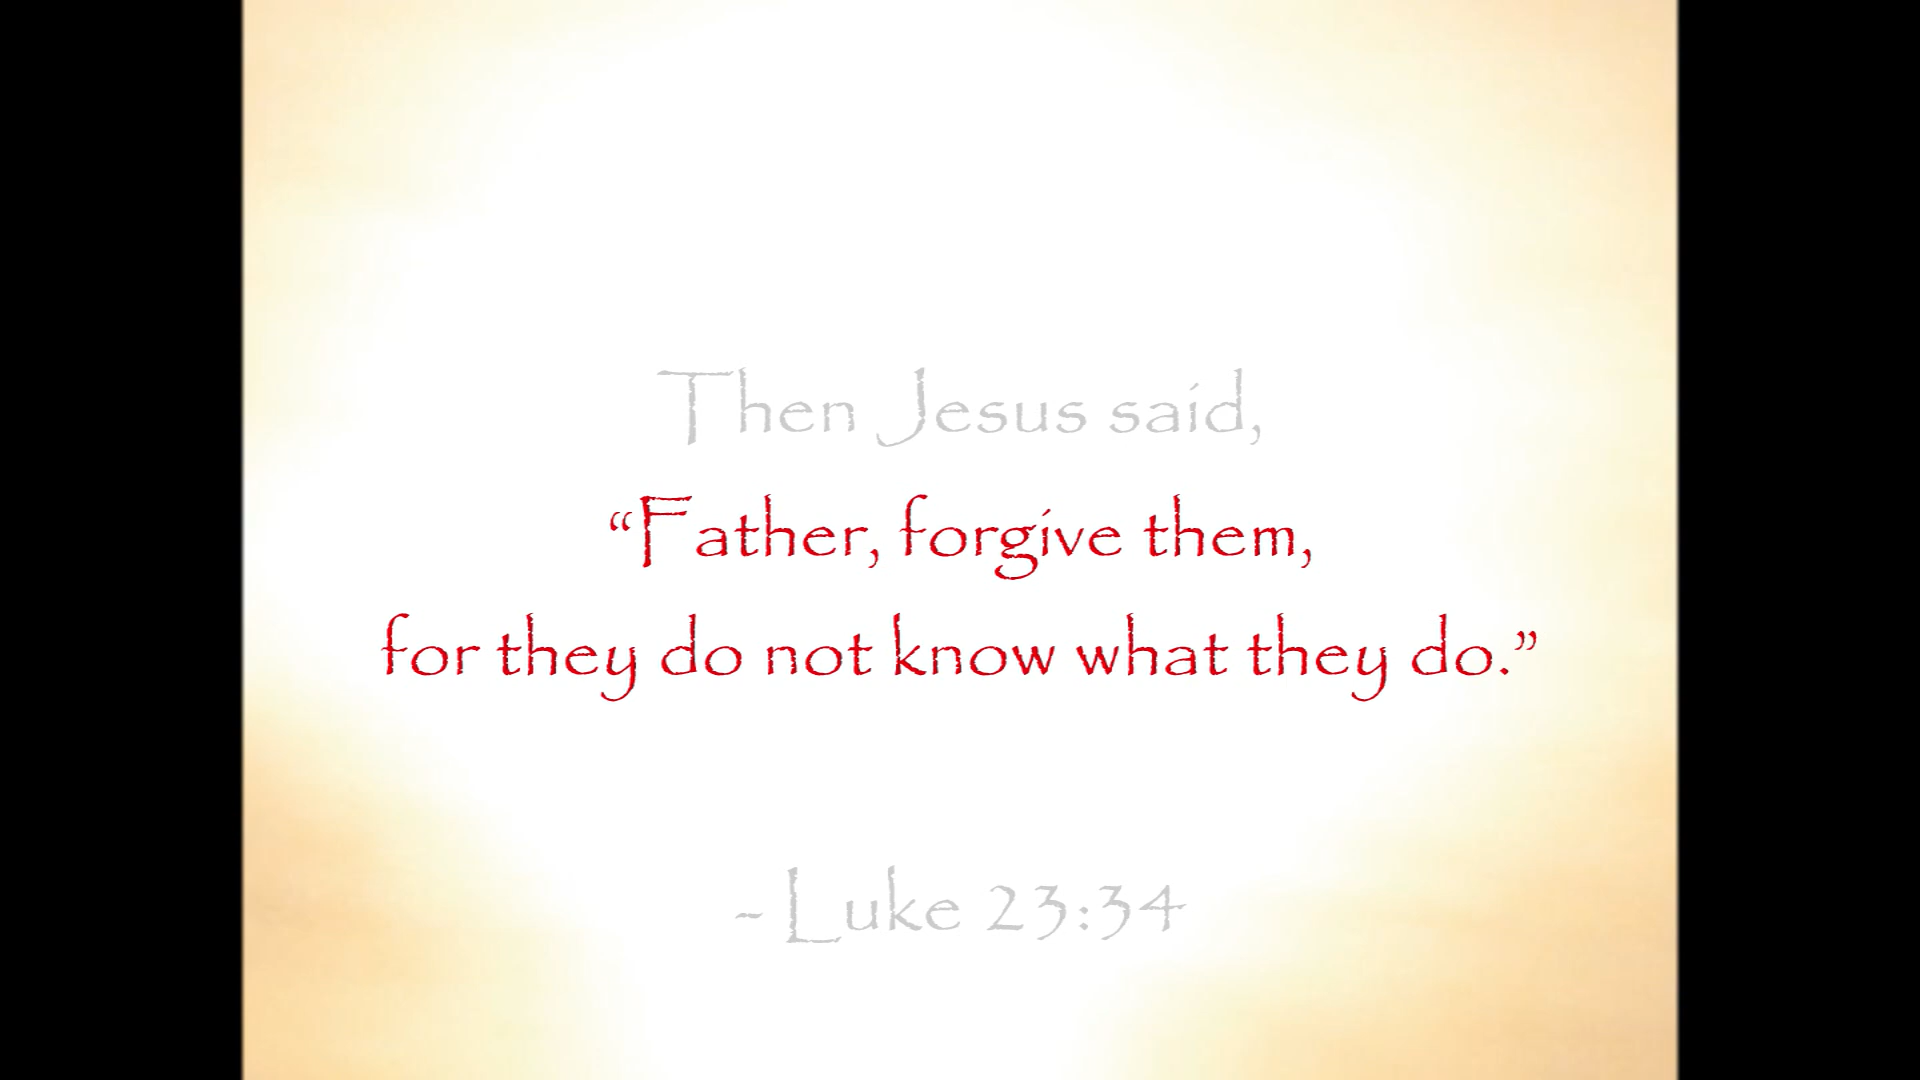 Then Jesus said,
“Father, forgive them,
for they do not know what they do.”
- Luke 23:34